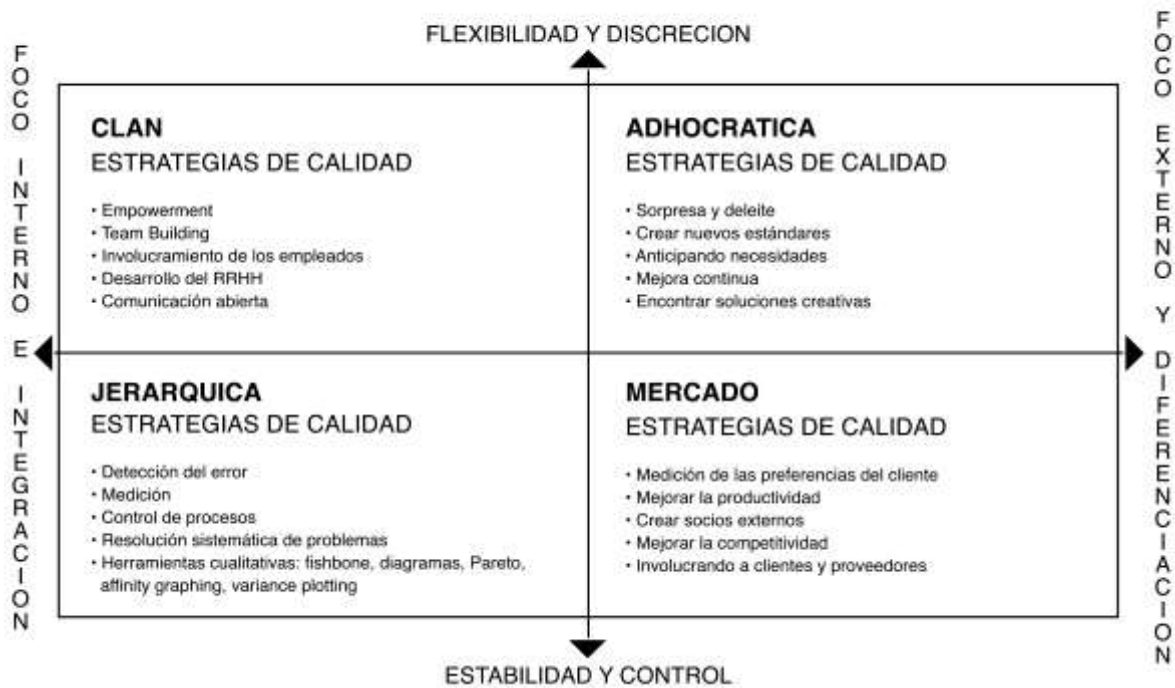 FLEXIBILIDAD Y DISCRECION
FOCO INTERNO E INTEGRACION
CLAN
ESTRATEGIAS DE CALIDAD
• Empowerment
• Team Building
• Involucramiento de los empleados
• Desarrollo del RRHH
• Comunicación abierta
ADHOCRATICA
ESTRATEGIAS DE CALIDAD
• Sorpresa y deleite
• Crear nuevos estándares
• Anticipando necesidades
• Mejora continua
• Encontrar soluciones creativas
JERARQUICA
ESTRATEGIAS DE CALIDAD
• Detección del error
• Medición
• Control de procesos
• Resolución sistemática de problemas
• Herramientas cualitativas: fishbone, diagramas, Pareto,
affinity graphing, variance plotting
MERCADO
ESTRATEGIAS DE CALIDAD
• Medición de las preferencias del cliente
• Mejorar la productividad
• Crear socios externos
• Mejorar la competitividad
• Involucrando a clientes y proveedores
FOCO EXTERNO Y DIFERENCIACION
ESTABILIDAD Y CONTROL